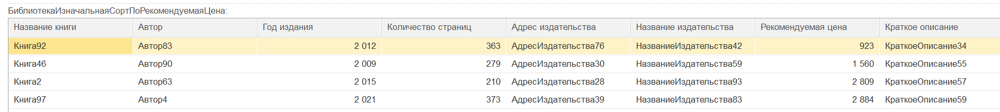 БиблиотекаИзначальнаяСортПоРекомендуемаяЦена:
Название книги Автор Год издания Количество страниц Адрес издательства Название издательства Рекомендуемая цена Краткое описание
Книга92 Автор83 2 012 363 АдресИздательства76 НазваниеИздательства42 923 КраткоеОписание34
Книга46 Автор90 2 009 279 АдресИздательства30 НазваниеИздательства59 1 560 КраткоеОписание55
Книга2 Автор63 2 015 210 АдресИздательства28 НазваниеИздательства93 2 809 КраткоеОписание57
Книга97 Автор4 2 021 373 АдресИздательства39 НазваниеИздательства83 2 884 КраткоеОписание59